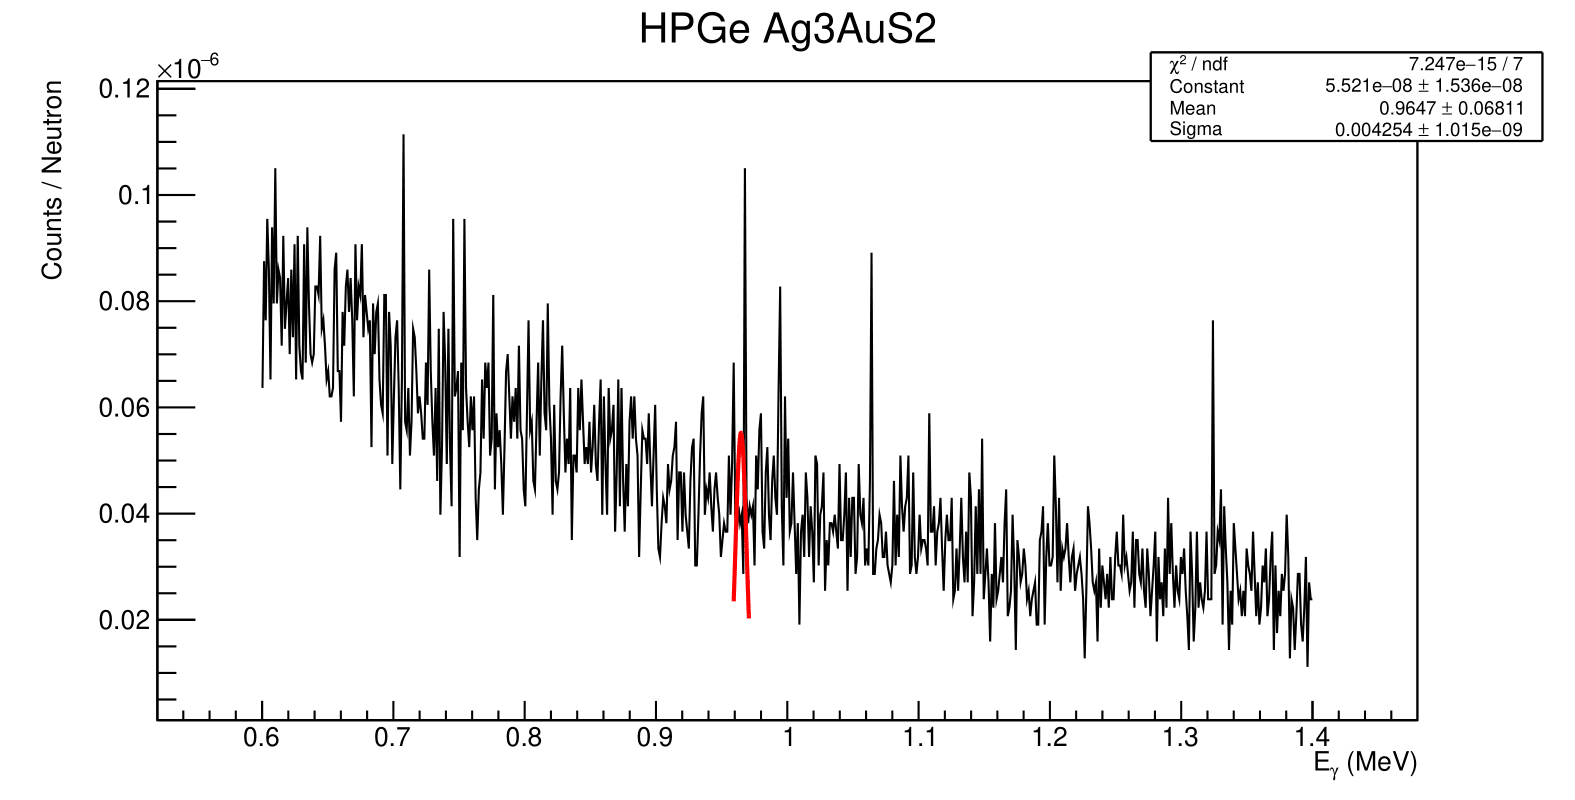 HPGe Ag3AuS2
×10⁻⁶
χ² / ndf 7.247e−15 / 7
Constant 5.521e−08 ± 1.536e−08
Mean 0.9647 ± 0.06811
Sigma 0.004254 ± 1.015e−09
Counts / Neutron
0.12
0.1
0.08
0.06
0.04
0.02
0.6 0.7 0.8 0.9 1 1.1 1.2 1.3 1.4
Eγ (MeV)